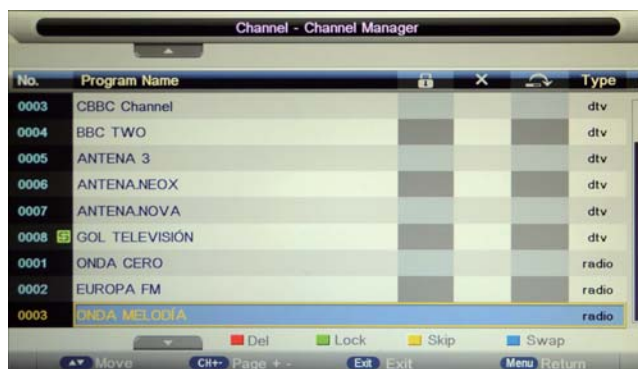 Channel - Channel Manager
No. Program Name Type
0003 CBBC Channel dtv
0004 BBC TWO dtv
0005 ANTENA 3 dtv
0006 ANTENA.NEOX dtv
0007 ANTENA.NOVA dtv
0008 GOL TELEVISIÓN dtv
0001 ONDA CERO radio
0002 EUROPA FM radio
0003 ONDA MELODÍA radio
Del Lock Skip Swap
Move CH+- Page + - Exit Exit Menu Return